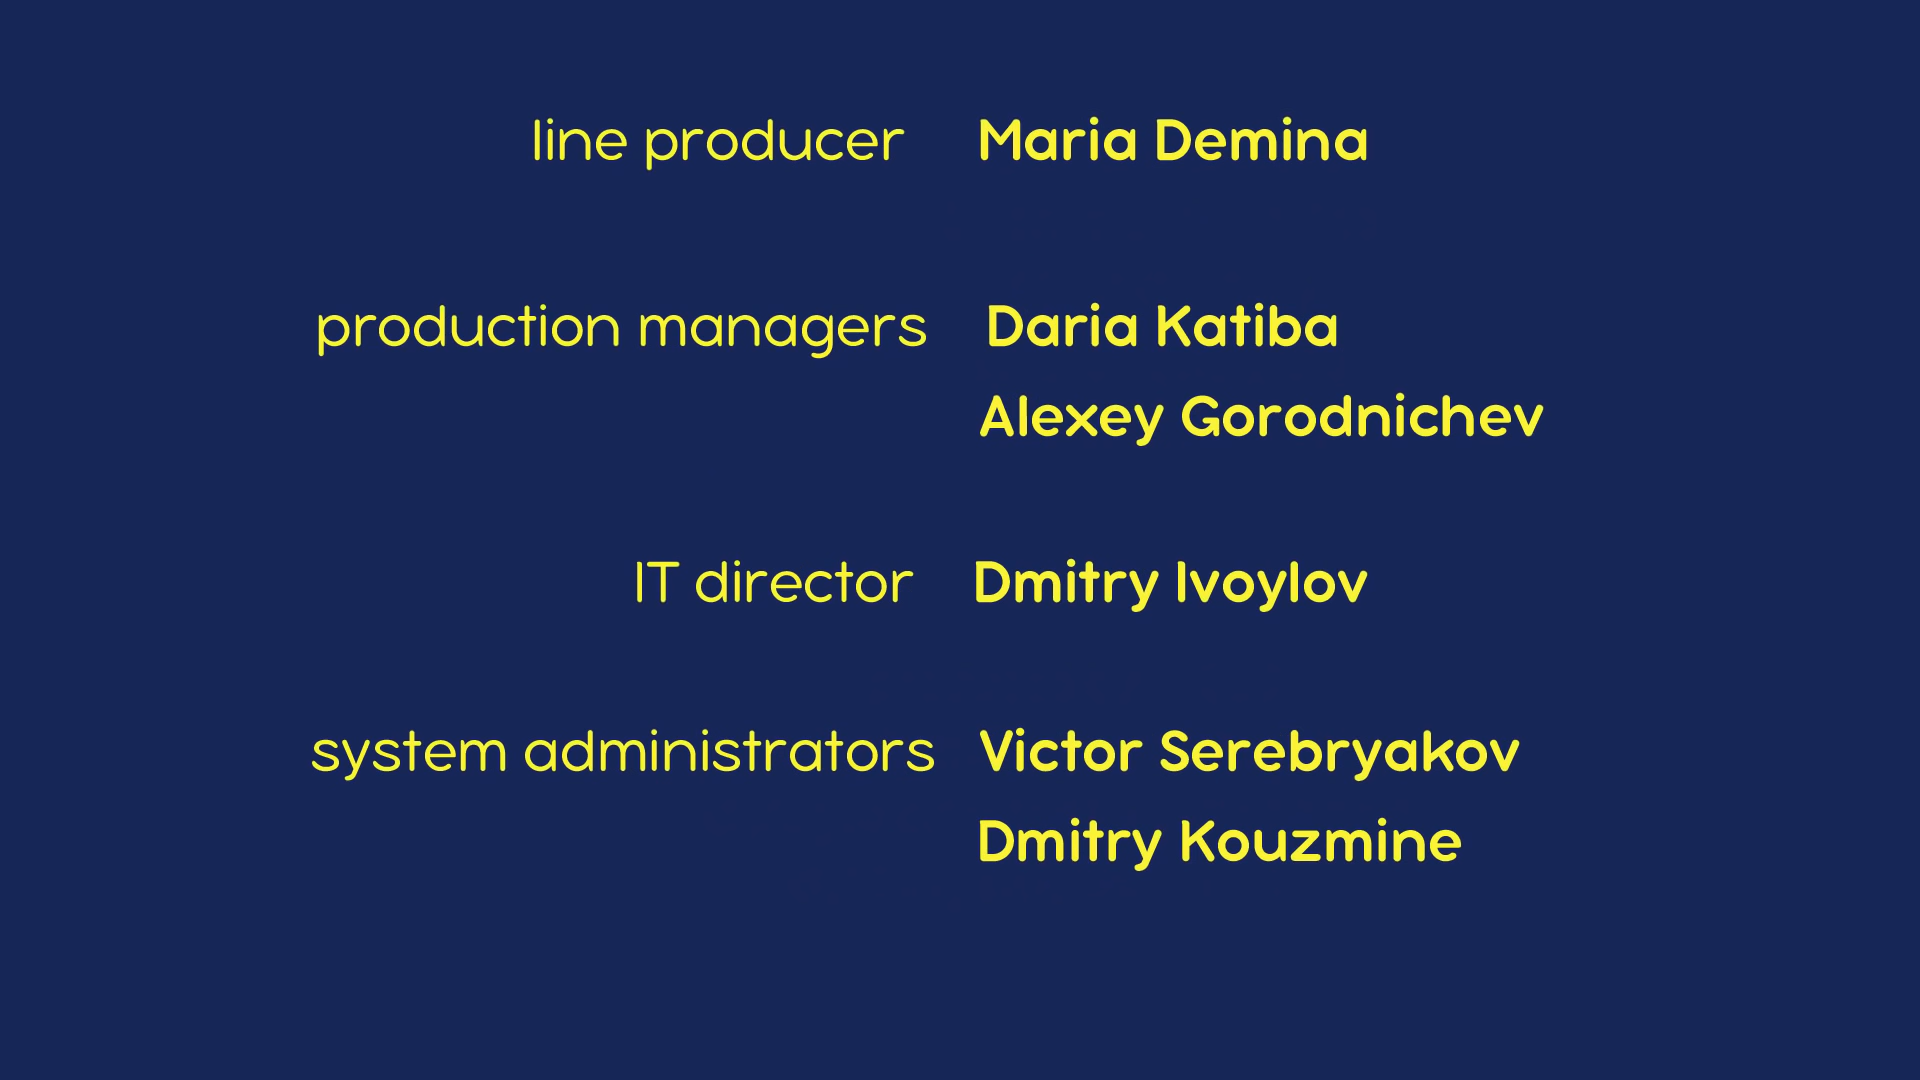 line producer Maria Demina
production managers Daria Katiba
Alexey Gorodnichev
IT director Dmitry Ivoylov
system administrators Victor Serebryakov
Dmitry Kouzmine